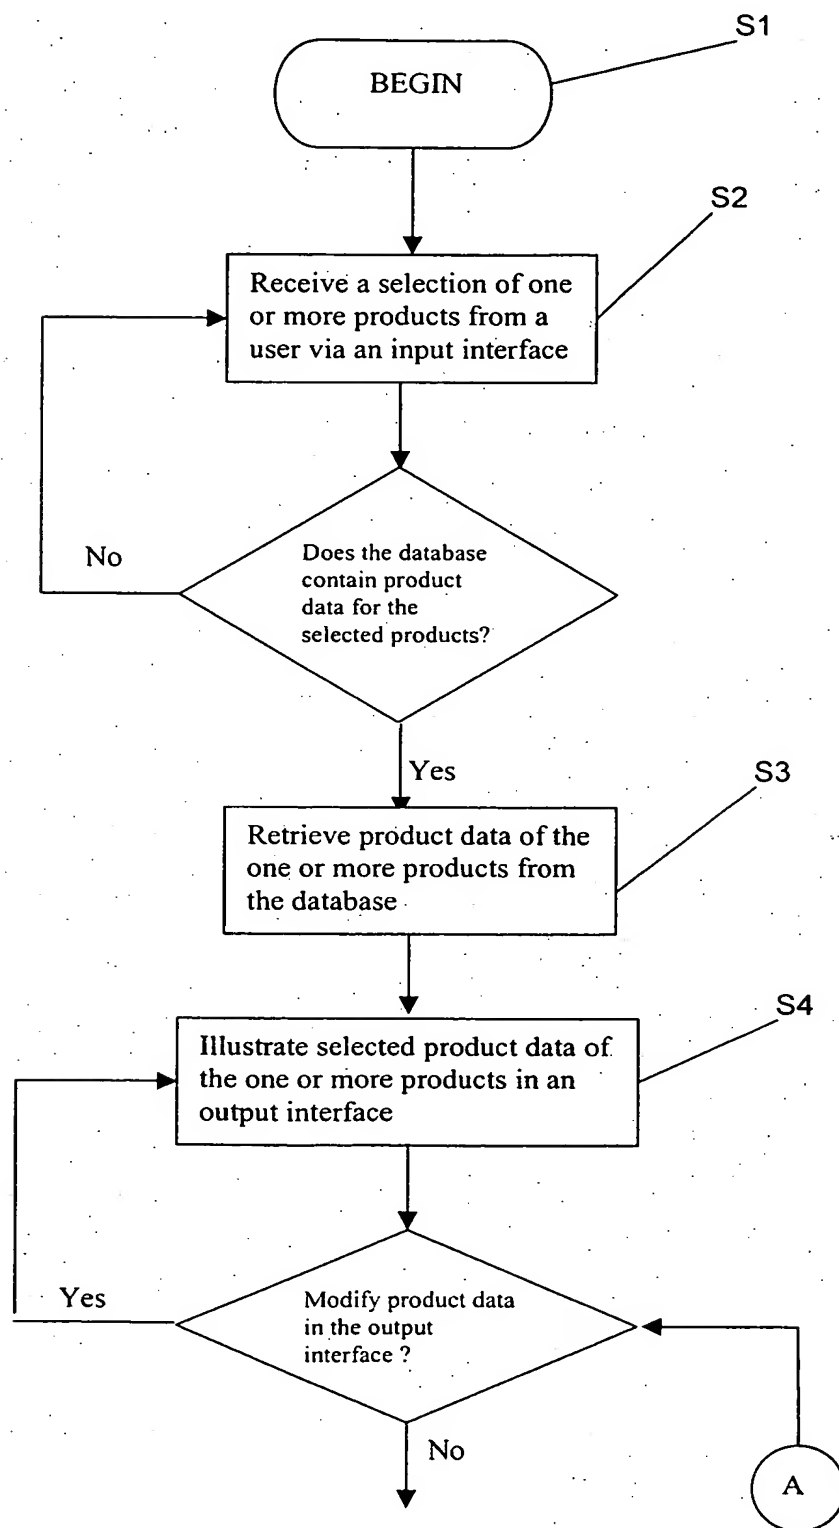 S1
BEGIN
S2
Receive a selection of one
or more products from a
user via an input interface
No
Does the database
contain product
data for the
selected products?
Yes
S3
Retrieve product data of the
one or more products from
the database
S4
Illustrate selected product data of
the one or more products in an
output interface
Yes
Modify product data
in the output
interface ?
No
A